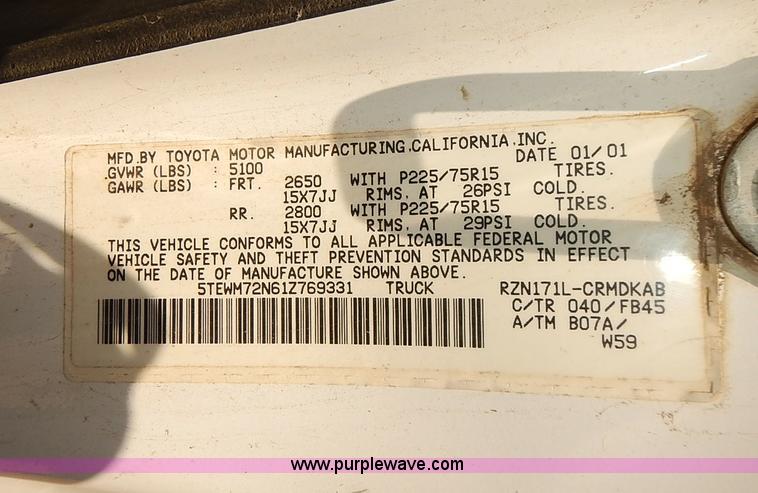 MFD.BY TOYOTA MOTOR MANUFACTURING,CALIFORNIA,INC.
DATE 01/01
GVWR (LBS) : 5100
GAWR (LBS) : FRT. 2650 WITH P225/75R15 TIRES.
15X7JJ RIMS, AT 26PSI COLD.
RR. 2800 WITH P225/75R15 TIRES.
15X7JJ RIMS, AT 29PSI COLD.
THIS VEHICLE CONFORMS TO ALL APPLICABLE FEDERAL MOTOR
VEHICLE SAFETY AND THEFT PREVENTION STANDARDS IN EFFECT
ON THE DATE OF MANUFACTURE SHOWN ABOVE.
5TEWM72N61Z769331 TRUCK RZN171L-CRMDKAB
C/TR 040/FB45
A/TM B07A/
W59
www.purplewave.com